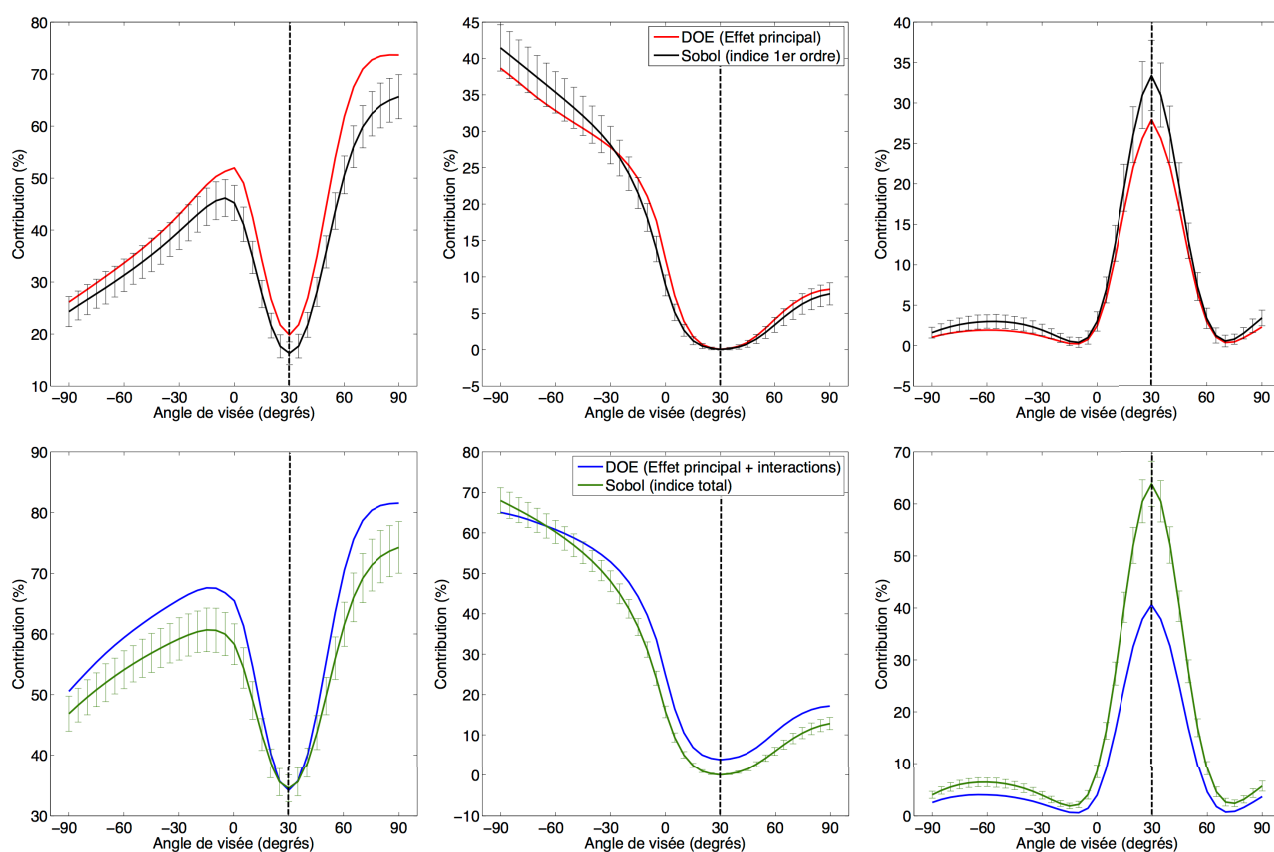 80
70
60
50
40
30
20
10
Contribution (%)
−90 −60 −30 0 30 60 90
Angle de visée (degrés)
45
40
35
30
25
20
15
10
5
0
−5
Contribution (%)
DOE (Effet principal)
Sobol (indice 1er ordre)
−90 −60 −30 0 30 60 90
Angle de visée (degrés)
40
35
30
25
20
15
10
5
0
−5
Contribution (%)
−90 −60 −30 0 30 60 90
Angle de visée (degrés)
90
80
70
60
50
40
30
Contribution (%)
−90 −60 −30 0 30 60 90
Angle de visée (degrés)
80
70
60
50
40
30
20
10
0
−10
Contribution (%)
DOE (Effet principal + interactions)
Sobol (indice total)
−90 −60 −30 0 30 60 90
Angle de visée (degrés)
70
60
50
40
30
20
10
0
Contribution (%)
−90 −60 −30 0 30 60 90
Angle de visée (degrés)